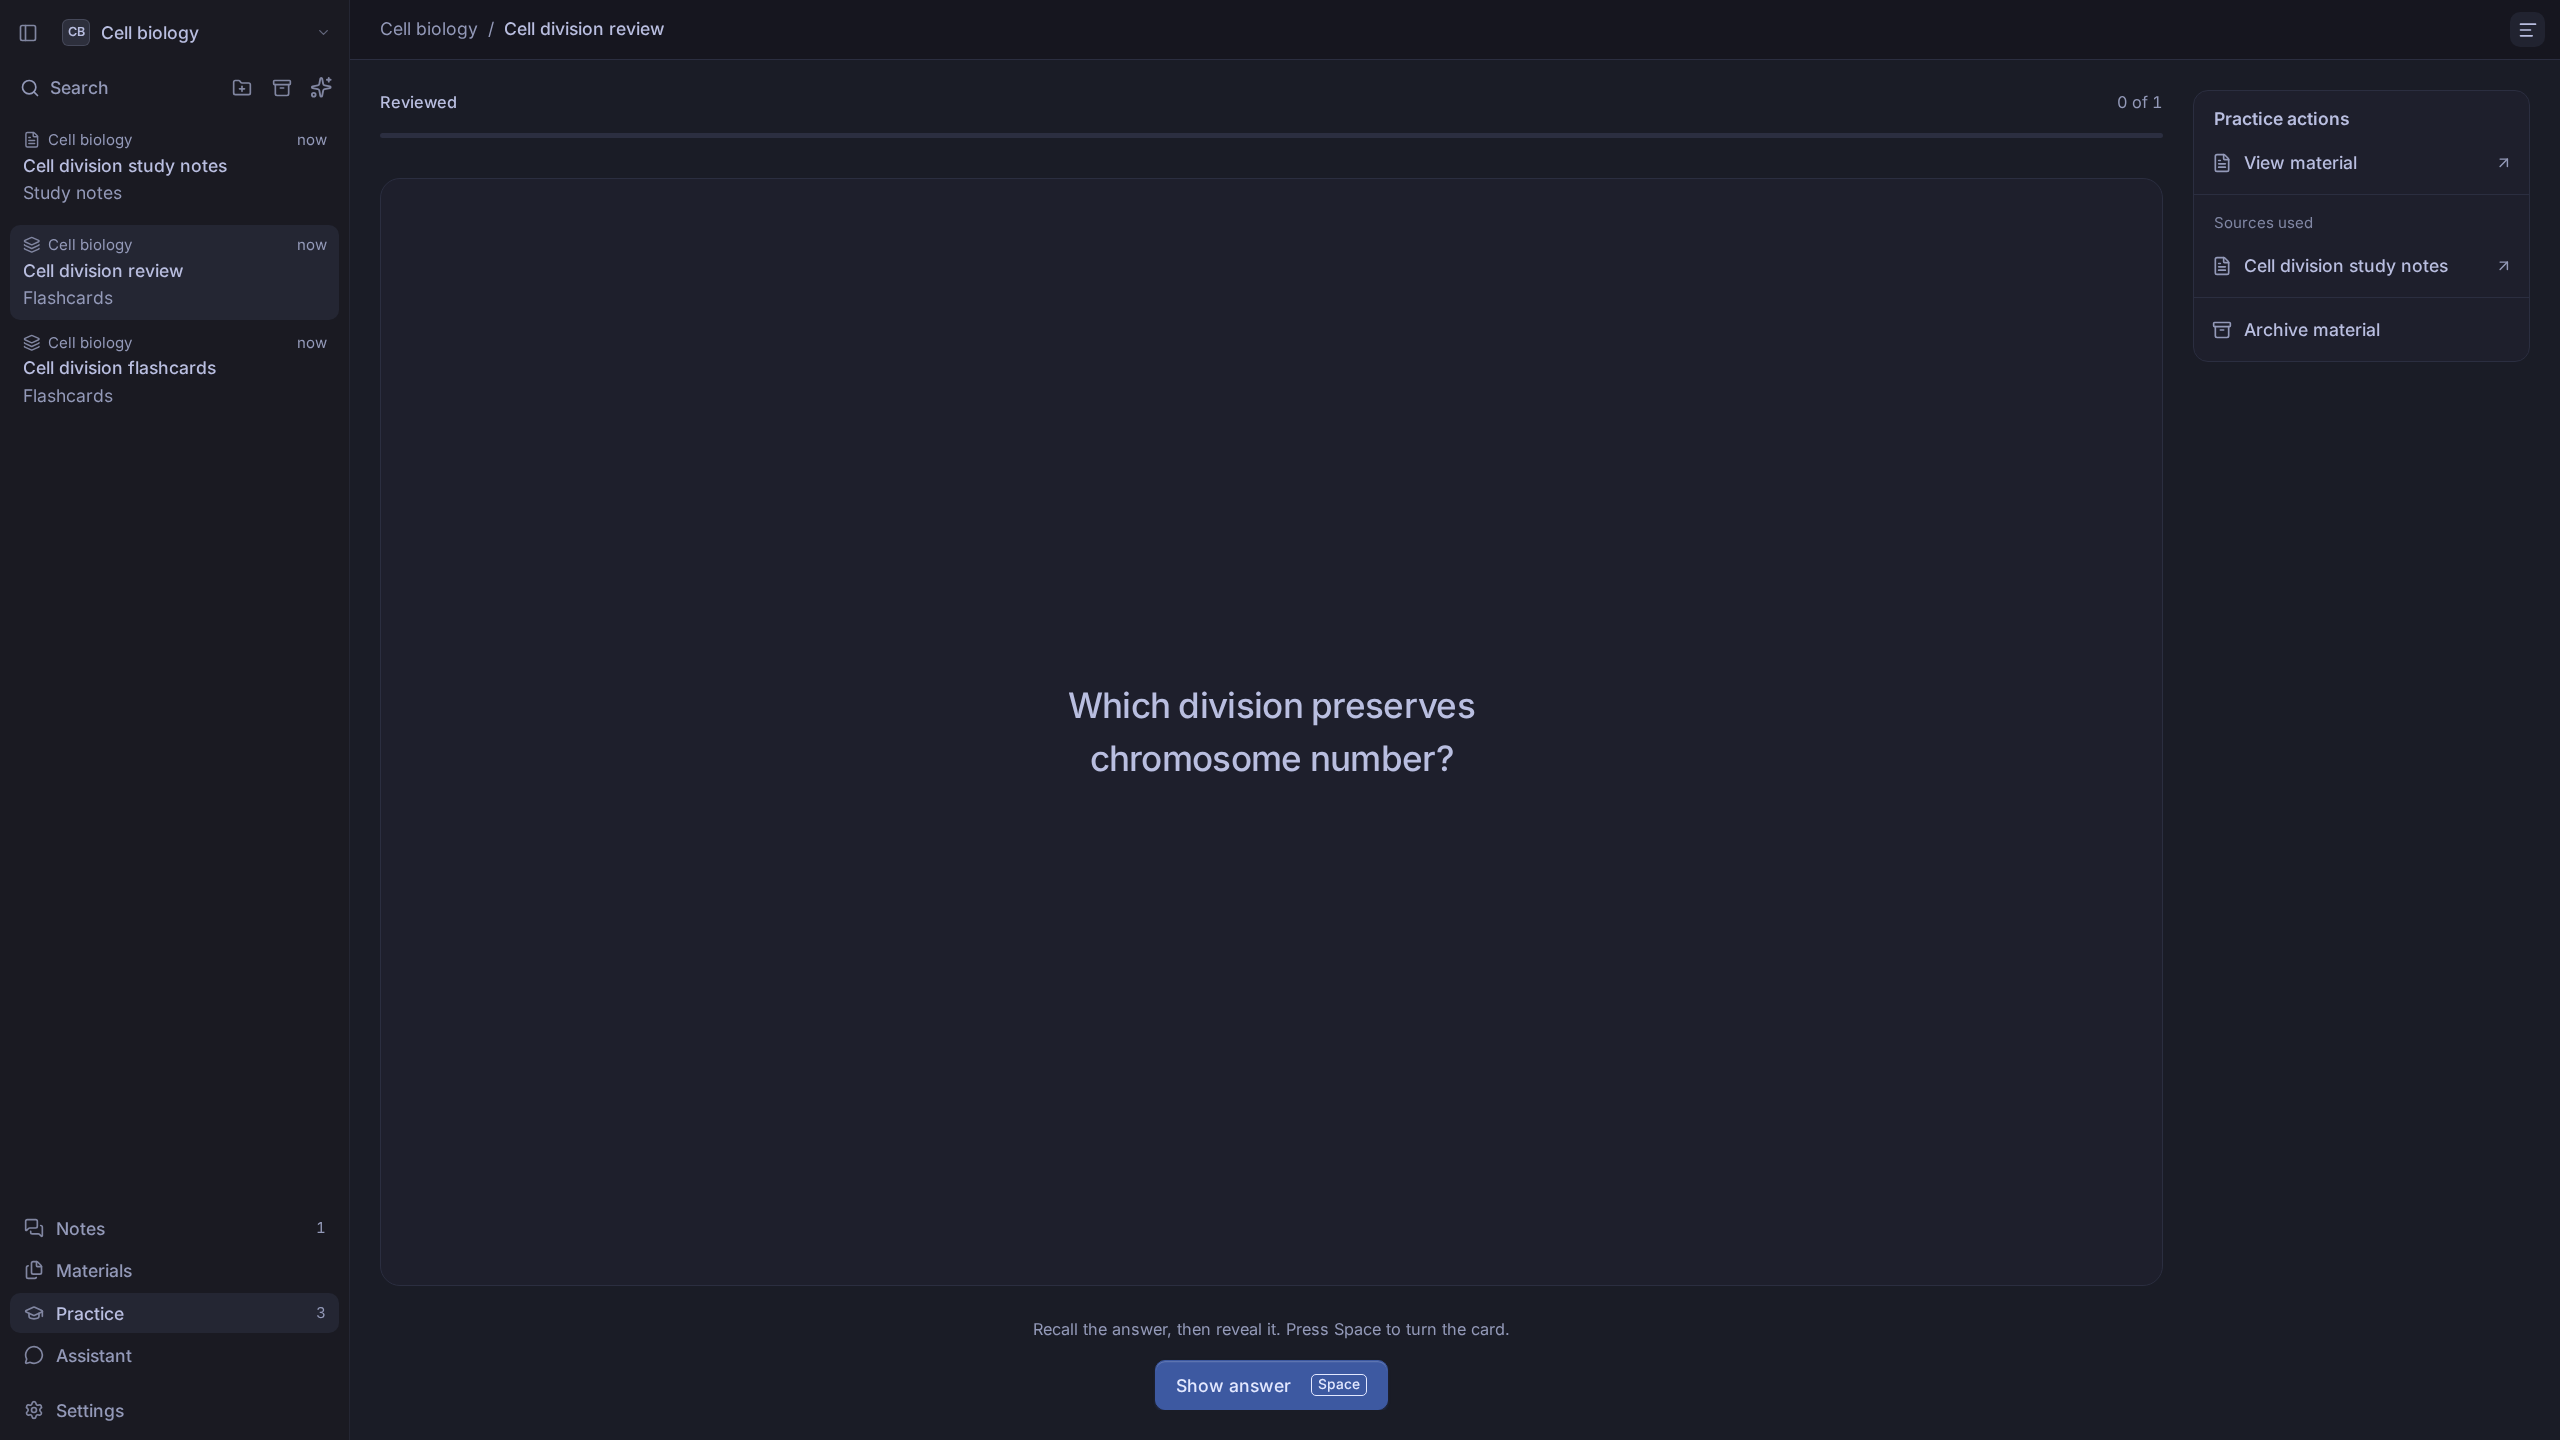 CB Cell biology
Search
Cell biology now
Cell division study notes
Study notes
Cell biology now
Cell division review
Flashcards
Cell biology now
Cell division flashcards
Flashcards
Notes 1
Materials
Practice 3
Assistant
Settings
Cell biology / Cell division review
Reviewed 0 of 1
Which division preserves
chromosome number?
Recall the answer, then reveal it. Press Space to turn the card.
Show answer Space
Practice actions
View material
Sources used
Cell division study notes
Archive material